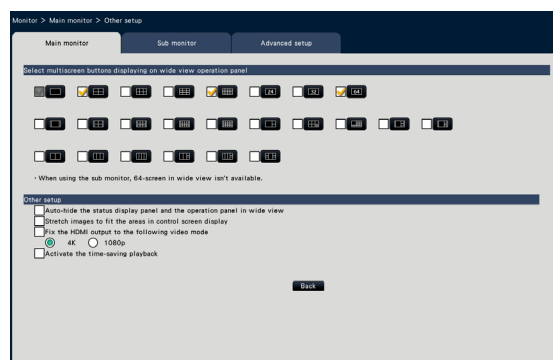 Monitor > Main monitor > Other setup
Main monitor Sub monitor Advanced setup
Select multiscreen buttons displaying on wide view operation panel
24 32 64
・When using the sub monitor, 64-screen in wide view isn't available.
Other setup
Auto-hide the status display panel and the operation panel in wide view
Stretch images to fit the areas in control screen display
Fix the HDMI output to the following video mode
4K 1080p
Activate the time-saving playback
Back